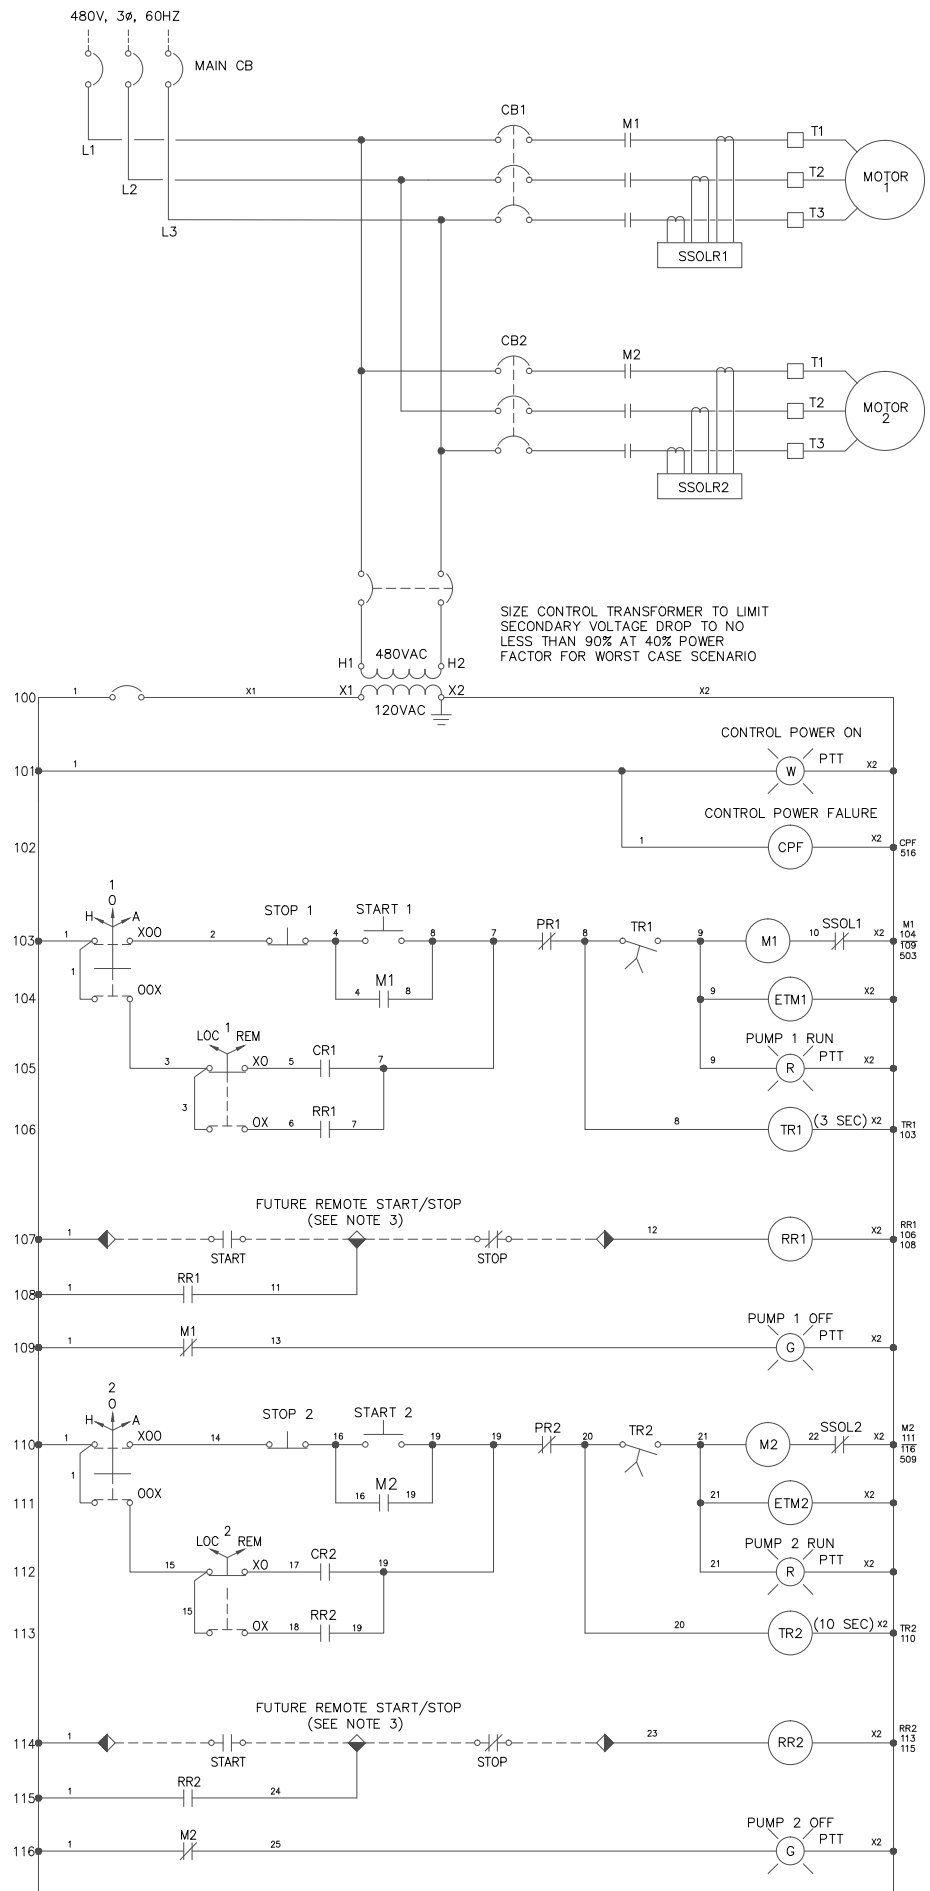 480V, 3ø, 60HZ
MAIN CB
L1
L2
L3
CB1
M1
T1
T2
T3
MOTOR
1
SSOLR1
CB2
M2
T1
T2
T3
MOTOR
2
SSOLR2
SIZE CONTROL TRANSFORMER TO LIMIT
SECONDARY VOLTAGE DROP TO NO
LESS THAN 90% AT 40% POWER
FACTOR FOR WORST CASE SCENARIO
H1 480VAC H2
100 1 X1 X1 X2 X2
120VAC
CONTROL POWER ON
101 1 W PTT X2
CONTROL POWER FALURE
102 1 CPF X2 CPF
516
1
H O A
103 1 XOO 2 STOP 1 4 START 1 8 7 PR1 8 TR1 9 M1 10 SSOL1 X2 M1
104
109
503
1
104 OOX 4 M1 8 9 ETM1 X2
PUMP 1 RUN
LOC 1 REM
105 3 XO 5 CR1 7 9 R PTT X2
3
106 OX 6 RR1 7 8 TR1 (3 SEC) X2 TR1
103
FUTURE REMOTE START/STOP
(SEE NOTE 3)
107 1 START STOP 12 RR1 X2 RR1
106
108
108 1 RR1 11
PUMP 1 OFF
109 1 M1 13 G PTT X2
2
H O A
110 1 XOO 14 STOP 2 16 START 2 19 19 PR2 20 TR2 21 M2 22 SSOL2 X2 M2
111
116
509
1
111 OOX 16 M2 19 21 ETM2 X2
PUMP 2 RUN
LOC 2 REM
112 15 XO 17 CR2 19 21 R PTT X2
15
113 OX 18 RR2 19 20 TR2 (10 SEC) X2 TR2
110
FUTURE REMOTE START/STOP
(SEE NOTE 3)
114 1 START STOP 23 RR2 X2 RR2
113
115
115 1 RR2 24
PUMP 2 OFF
116 1 M2 25 G PTT X2